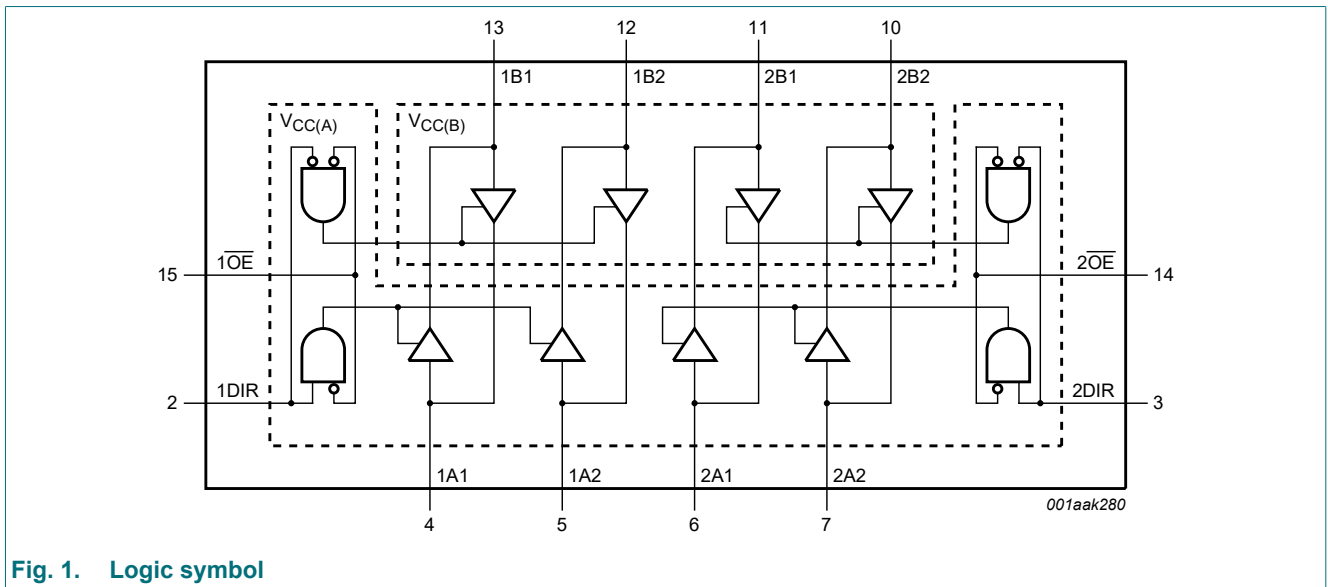 13 12 11 10
1B1 1B2 2B1 2B2
VCC(A) VCC(B)
15 1OE 2OE 14
2 1DIR 2DIR 3
1A1 1A2 2A1 2A2
4 5 6 7
001aak280
Fig. 1. Logic symbol